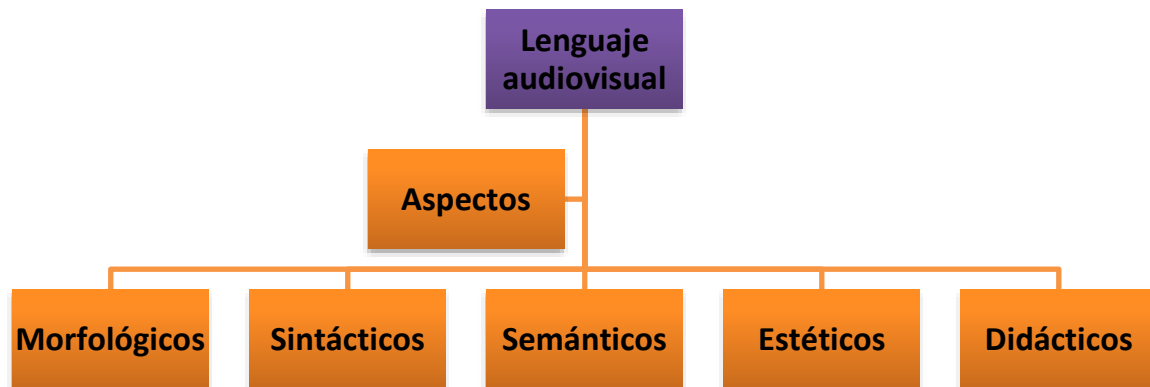 Lenguaje
audiovisual
Aspectos
Morfológicos
Sintácticos
Semánticos
Estéticos
Didácticos